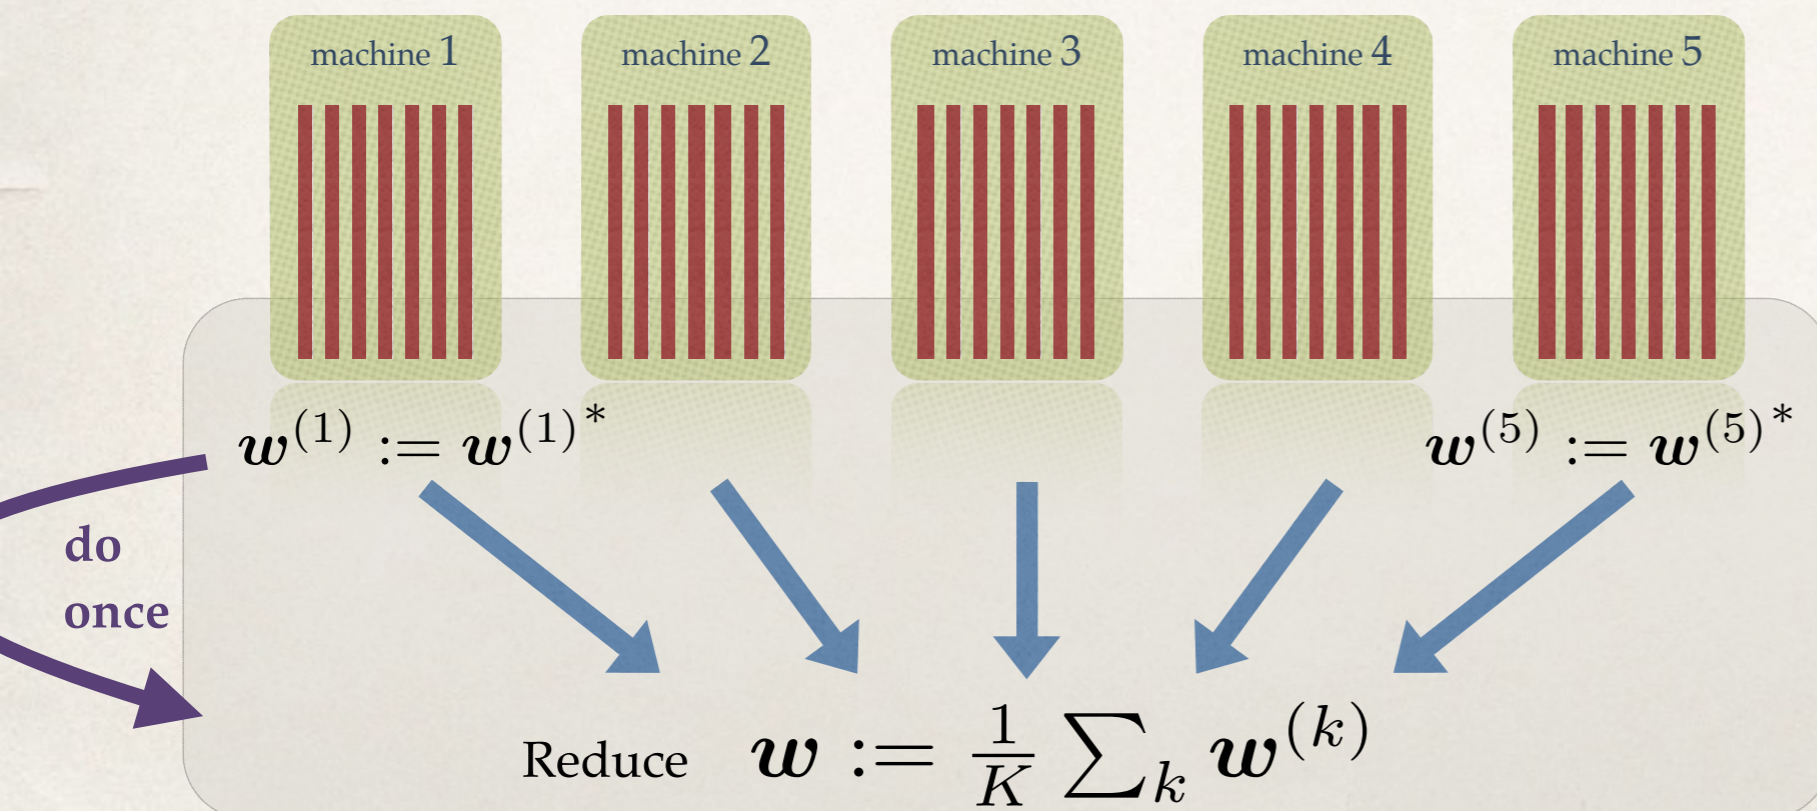 machine 1 machine 2 machine 3 machine 4 machine 5
w^(1) := w^(1)* w^(5) := w^(5)*
do
once
Reduce w := 1/K ∑_k w^(k)